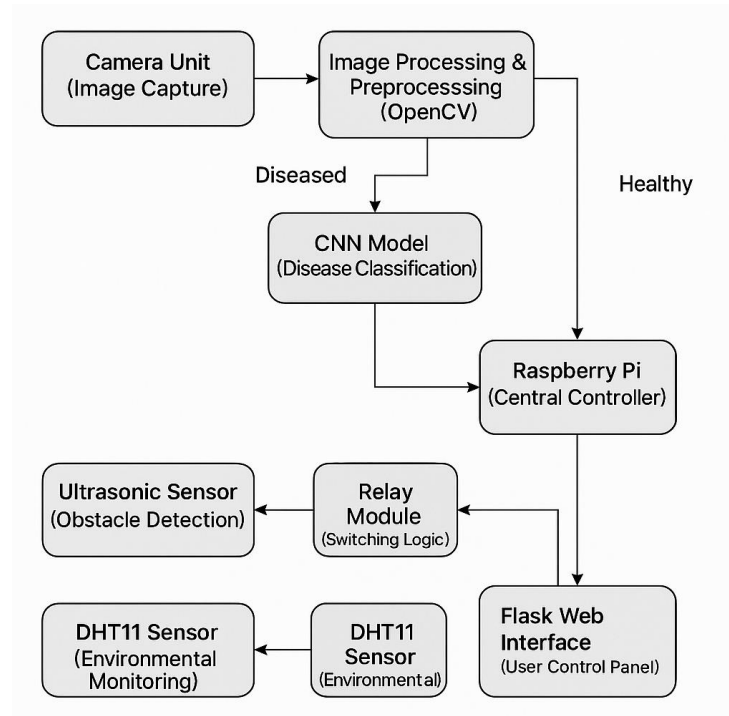 Camera Unit
(Image Capture)
Image Processing &
Preprocesssing
(OpenCV)
Diseased
Healthy
CNN Model
(Disease Classification)
Raspberry Pi
(Central Controller)
Ultrasonic Sensor
(Obstacle Detection)
Relay
Module
(Switching Logic)
DHT11 Sensor
(Environmental
Monitoring)
DHT11
Sensor
(Environmental)
Flask Web
Interface
(User Control Panel)